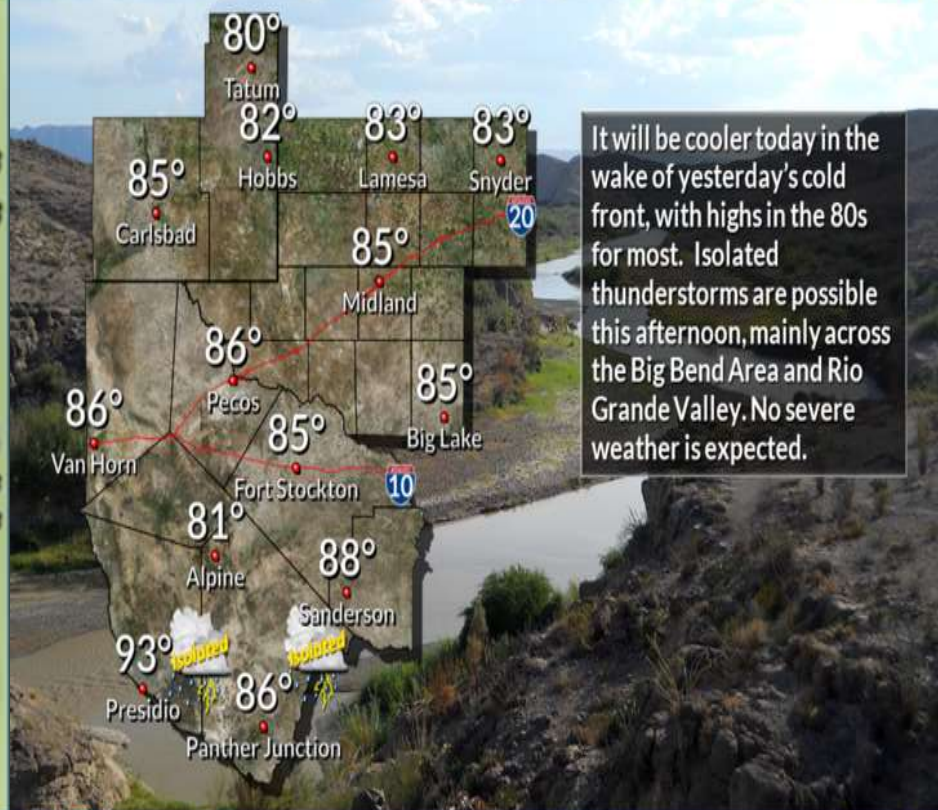 80°
Tatum
82°
Hobbs
83°
Lamesa
83°
Snyder
85°
Carlsbad
20
85°
Midland
86°
Pecos
85°
Big Lake
86°
Van Horn
85°
Fort Stockton
10
81°
Alpine
88°
Sanderson
Isolated
Isolated
93°
Presidio
86°
Panther Junction
It will be cooler today in the
wake of yesterday's cold
front, with highs in the 80s
for most. Isolated
thunderstorms are possible
this afternoon, mainly across
the Big Bend Area and Rio
Grande Valley. No severe
weather is expected.